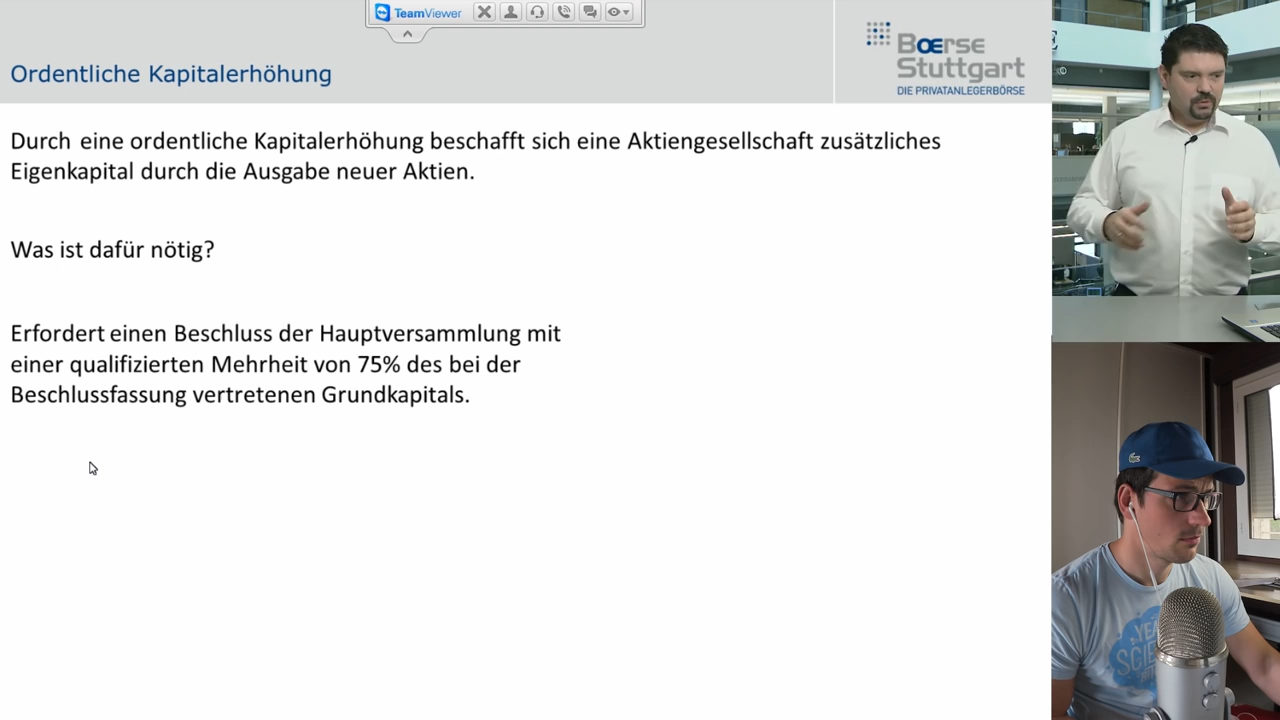 TeamViewer
Ordentliche Kapitalerhöhung
Boerse
Stuttgart
DIE PRIVATANLEGERBÖRSE
Durch eine ordentliche Kapitalerhöhung beschafft sich eine Aktiengesellschaft zusätzliches
Eigenkapital durch die Ausgabe neuer Aktien.
Was ist dafür nötig?
Erfordert einen Beschluss der Hauptversammlung mit
einer qualifizierten Mehrheit von 75% des bei der
Beschlussfassung vertretenen Grundkapitals.